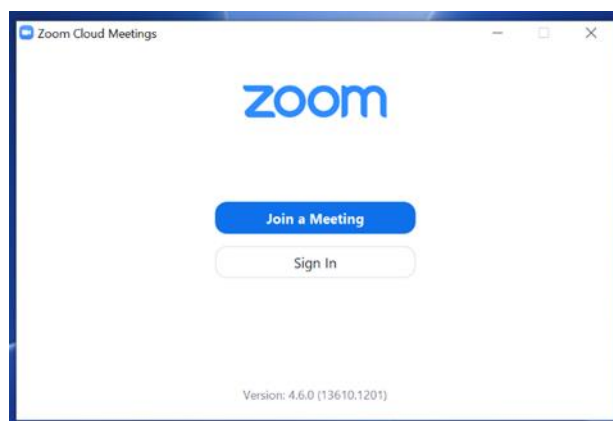 Zoom Cloud Meetings
zoom
Join a Meeting
Sign In
Version: 4.6.0 (13610.1201)